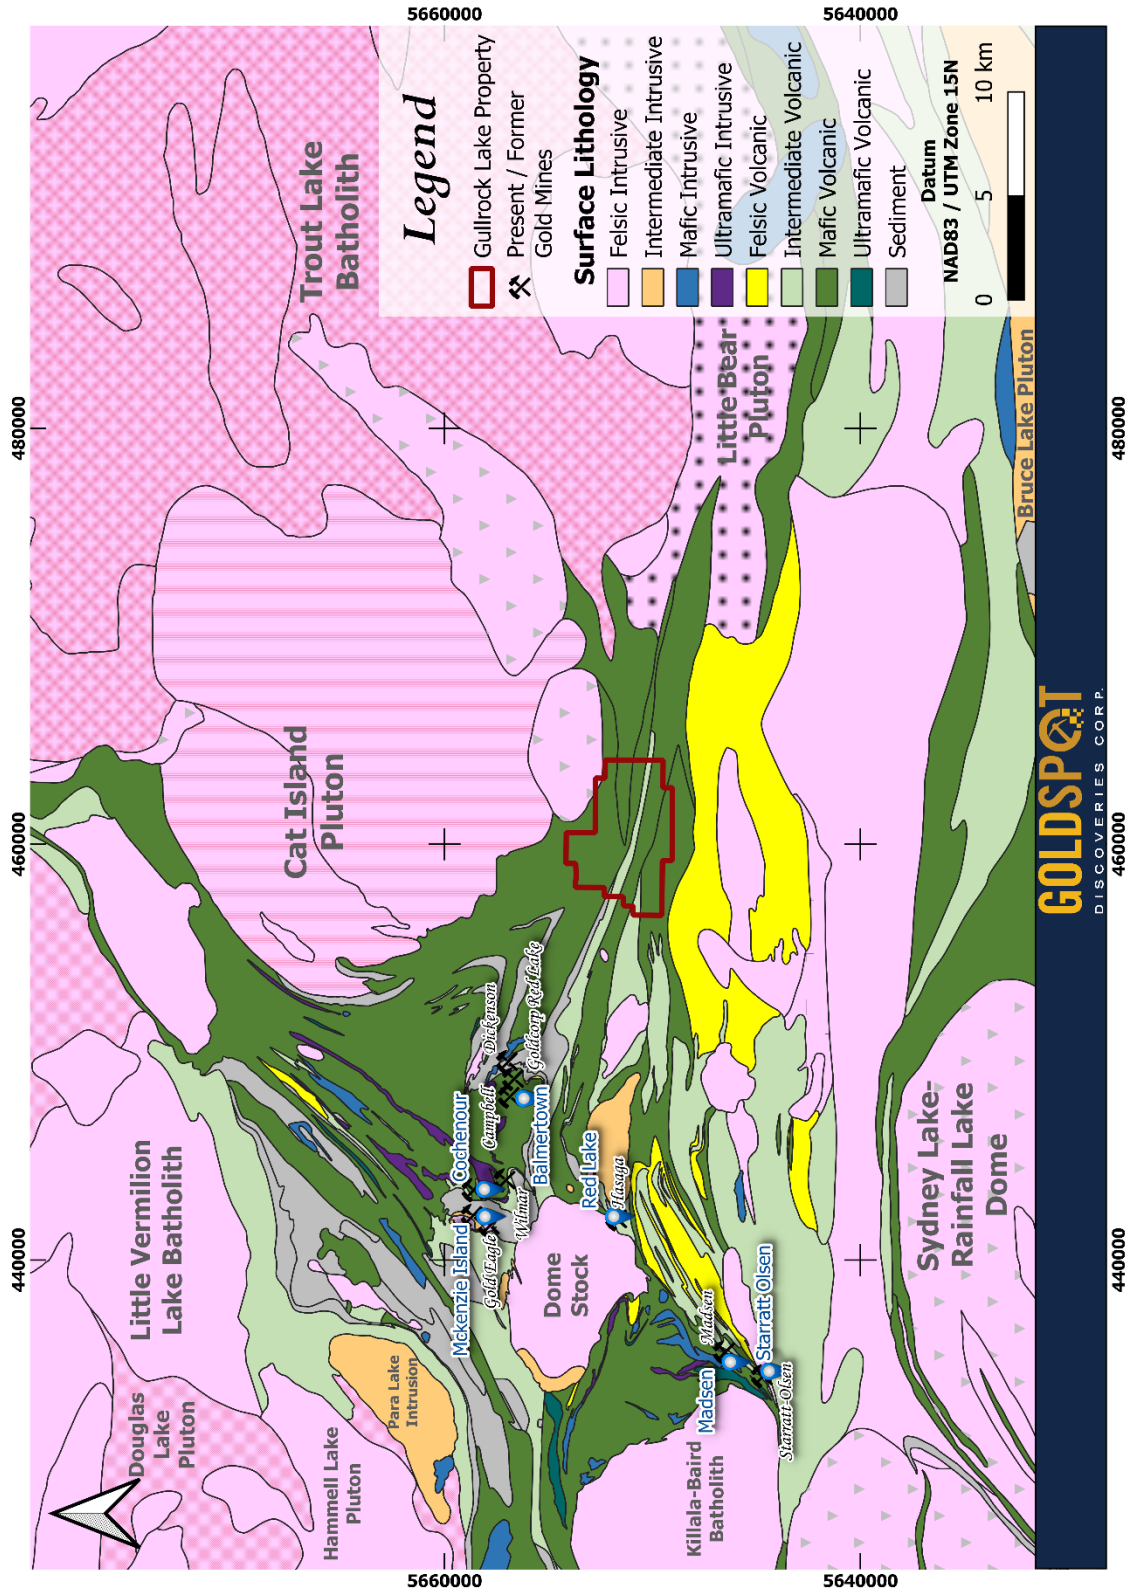 5660000
5640000
480000
460000
440000
Legend
Gullrock Lake Property
Present / Former
Gold Mines
Surface Lithology
Felsic Intrusive
Intermediate Intrusive
Mafic Intrusive
Ultramafic Intrusive
Felsic Volcanic
Intermediate Volcanic
Mafic Volcanic
Ultramafic Volcanic
Sediment
Datum
NAD83 / UTM Zone 15N
0 5 10 km
Trout Lake
Batholith
Little Bear
Pluton
Bruce Lake Pluton
Cat Island
Pluton
Little Vermilion
Lake Batholith
Douglas
Lake
Pluton
Hammell Lake
Pluton
Para Lake
Intrusion
Dome
Stock
Killala-Baird
Batholith
Sydney Lake-
Rainfall Lake
Dome
Mckenzie Island
Cochenour
Balmertown
Red Lake
Madsen
Starratt Olsen
Gold Eagle
Wilmar
Campbell
Dickenson
Goldcorp Red Lake
Hasaga
Madsen
Starratt-Olsen
480000
460000
440000
5660000
5640000
GOLDSPOT
DISCOVERIES CORP.